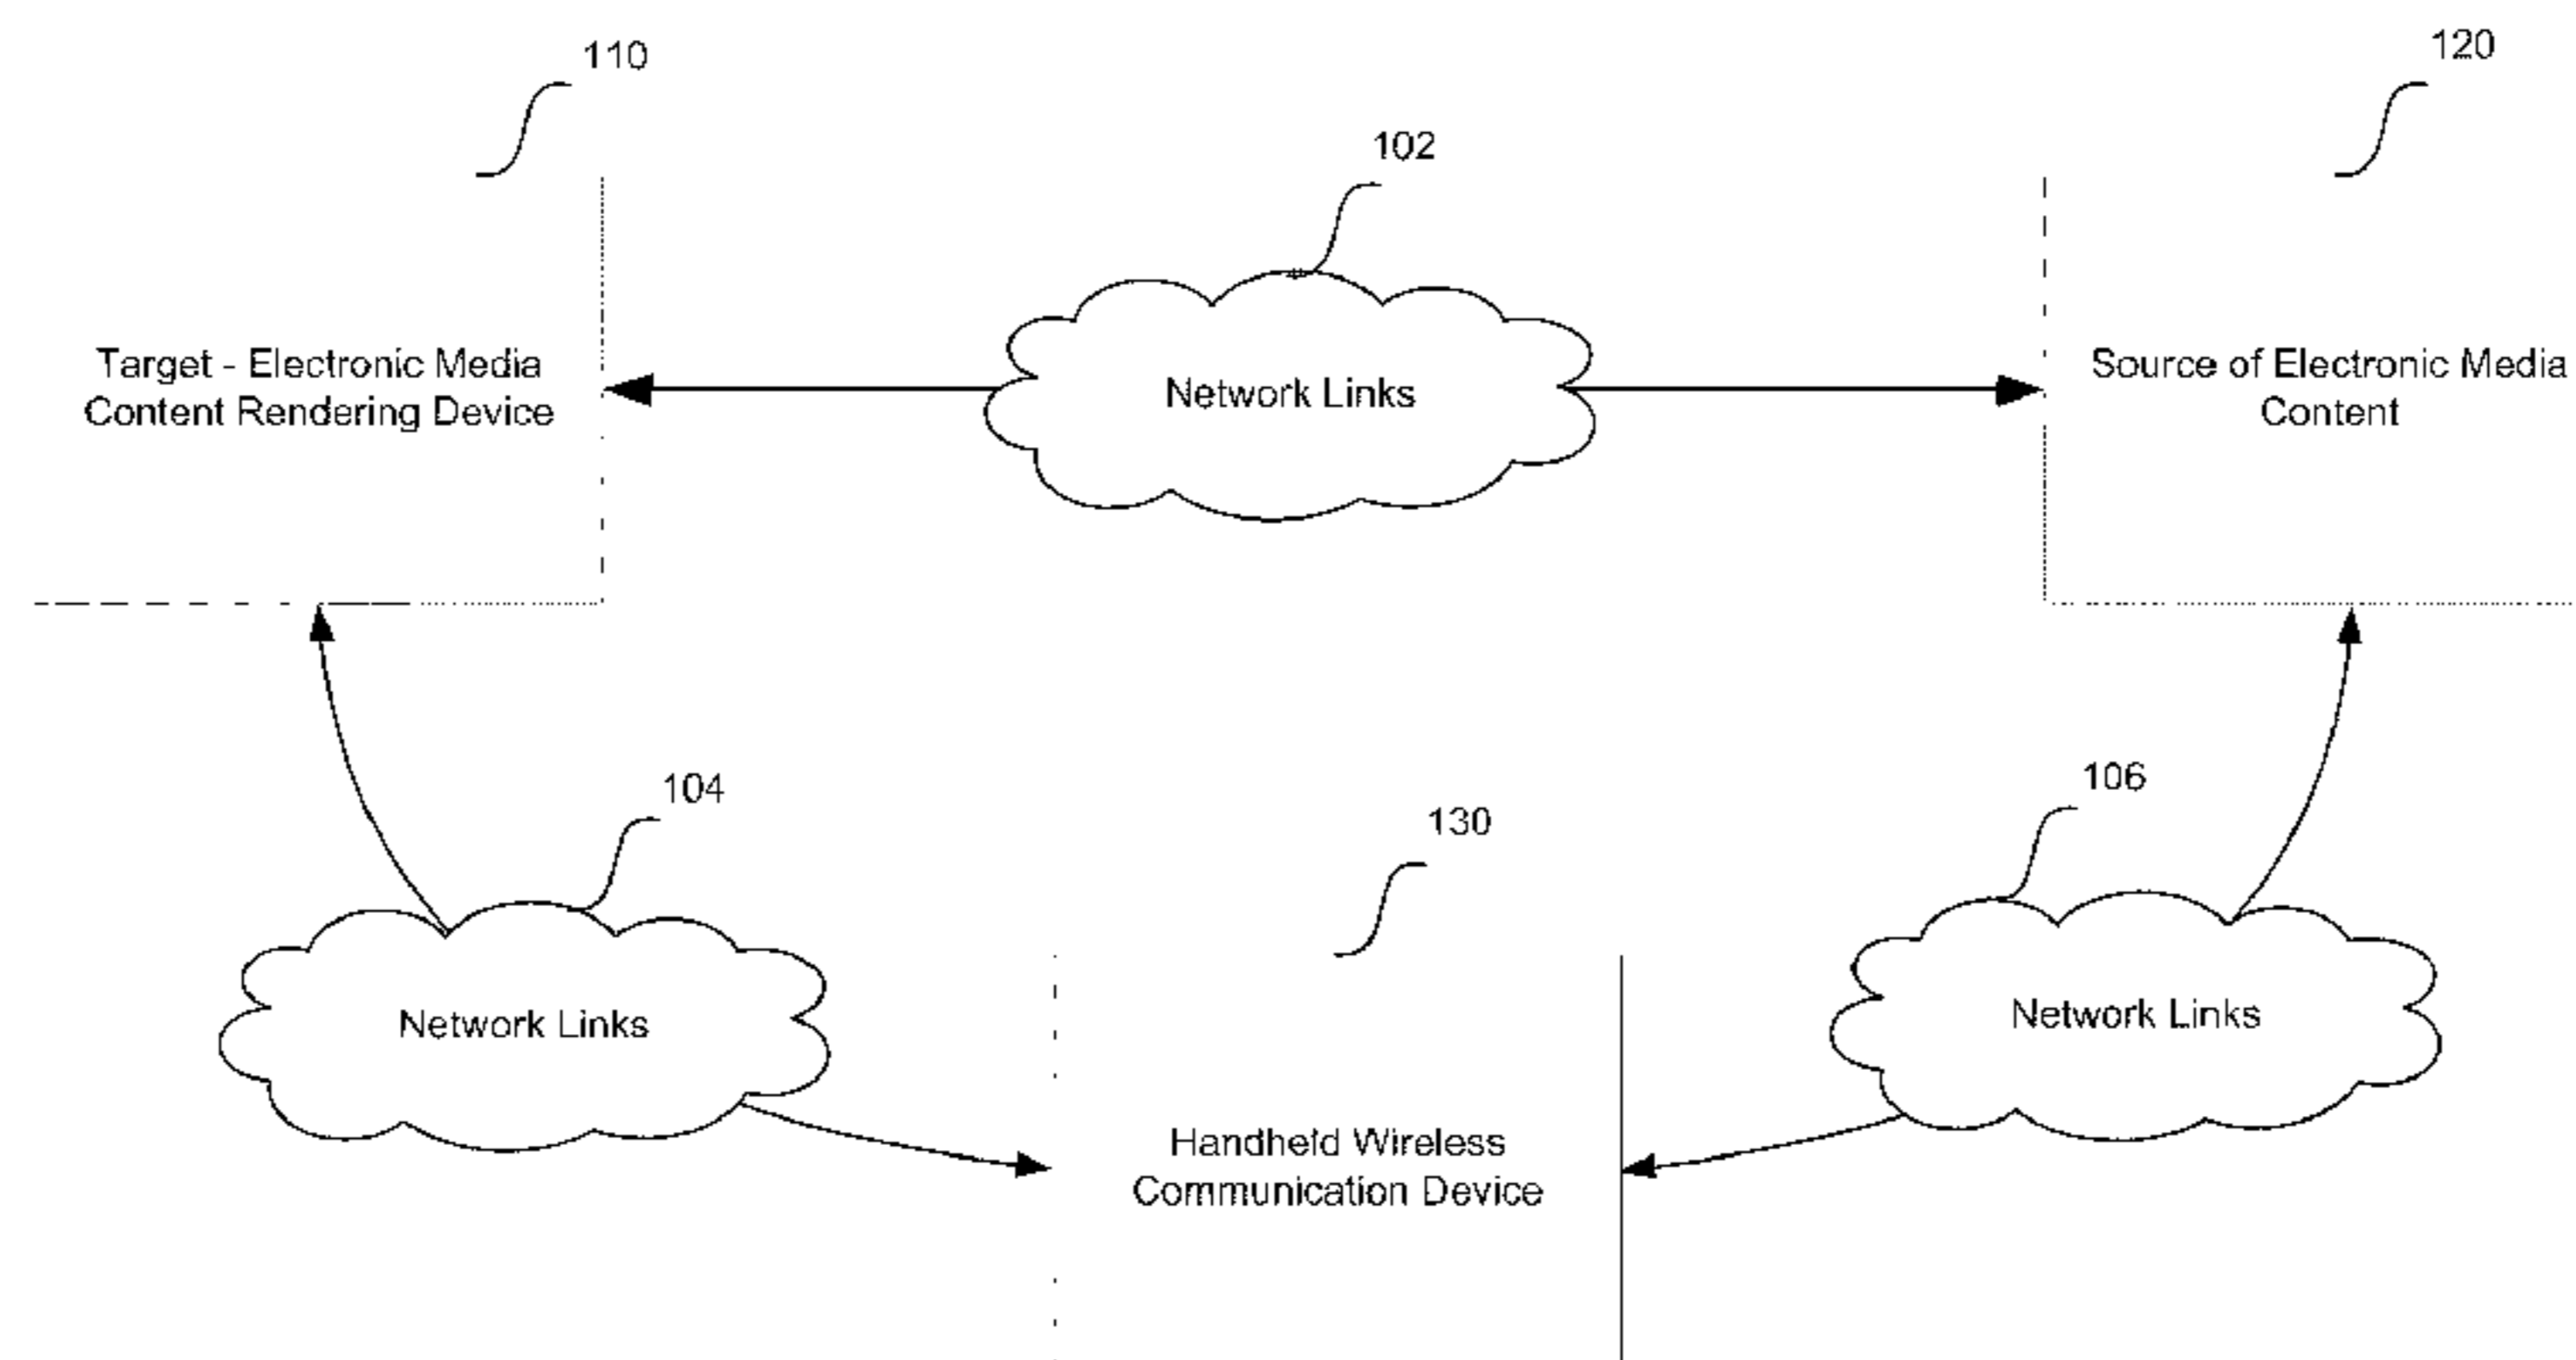 110
120
102
Target - Electronic Media
Content Rendering Device
Network Links
Source of Electronic Media
Content
104
130
106
Network Links
Handheld Wireless
Communication Device
Network Links